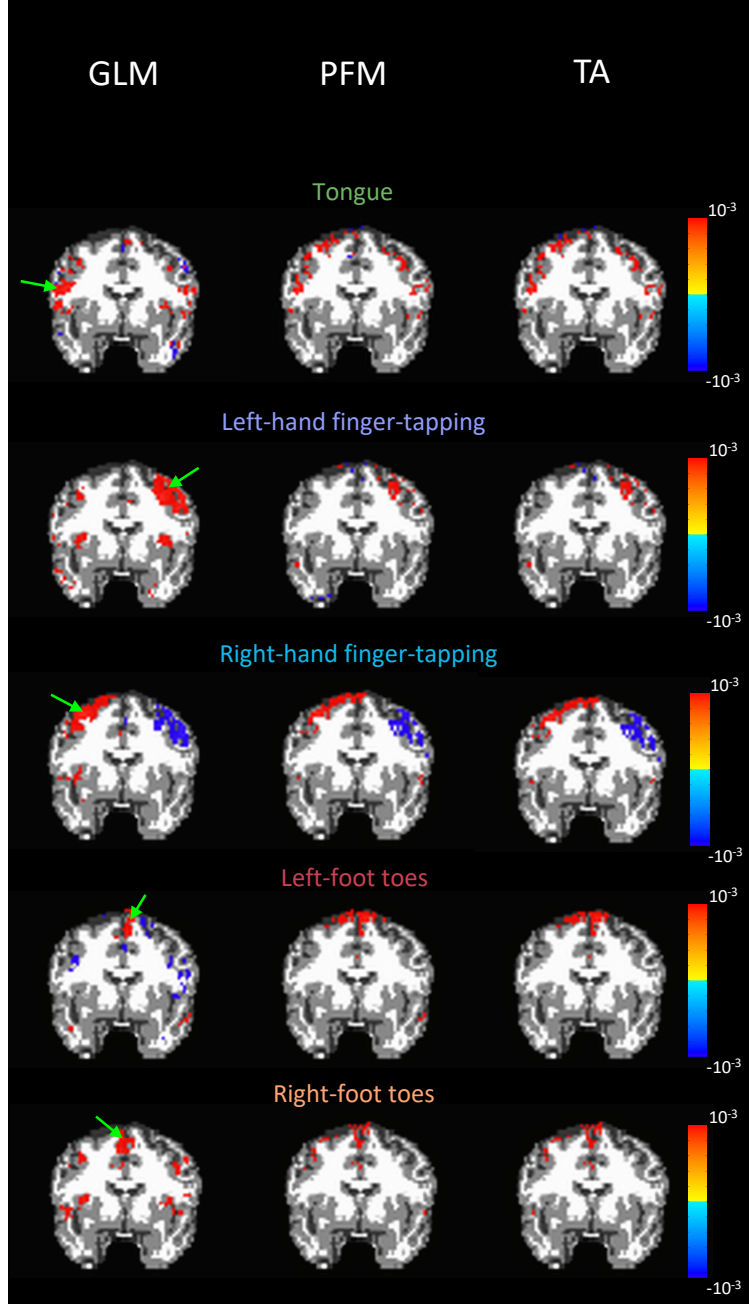 GLM PFM TA
Tongue
10-3
-10-3
Left-hand finger-tapping
10-3
-10-3
Right-hand finger-tapping
10-3
-10-3
Left-foot toes
10-3
-10-3
Right-foot toes
10-3
-10-3